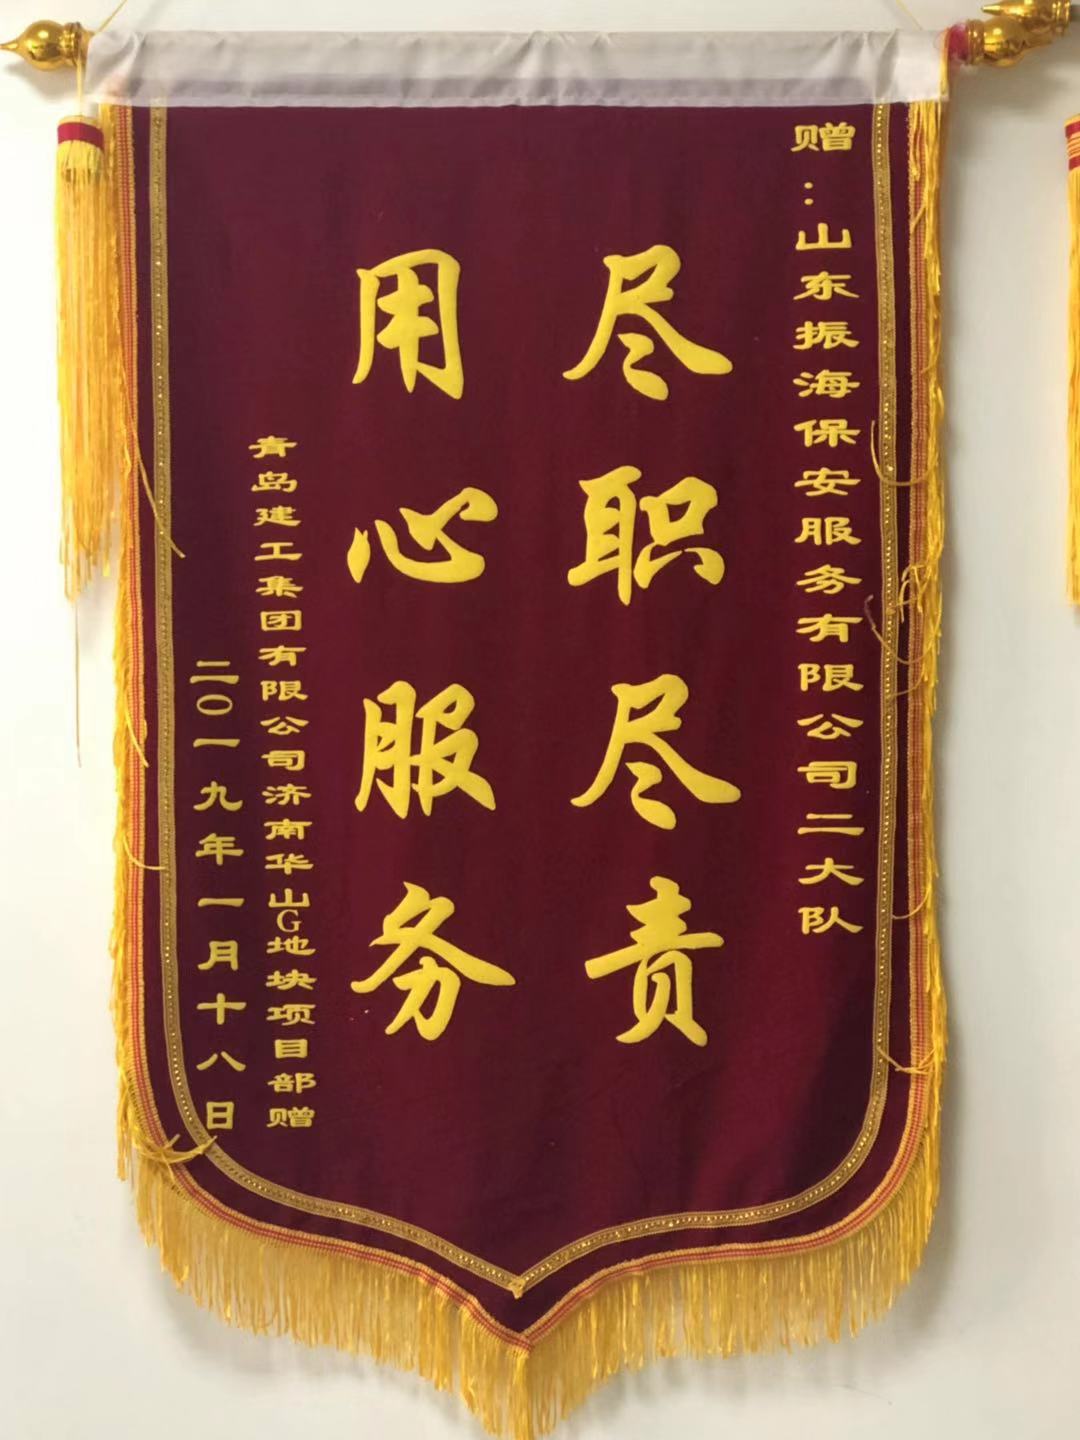 赠：山东振海保安服务有限公司二大队
尽职尽责
用心服务
青岛建工集团有限公司济南华山G地块项目部赠
二〇一九年一月十八日